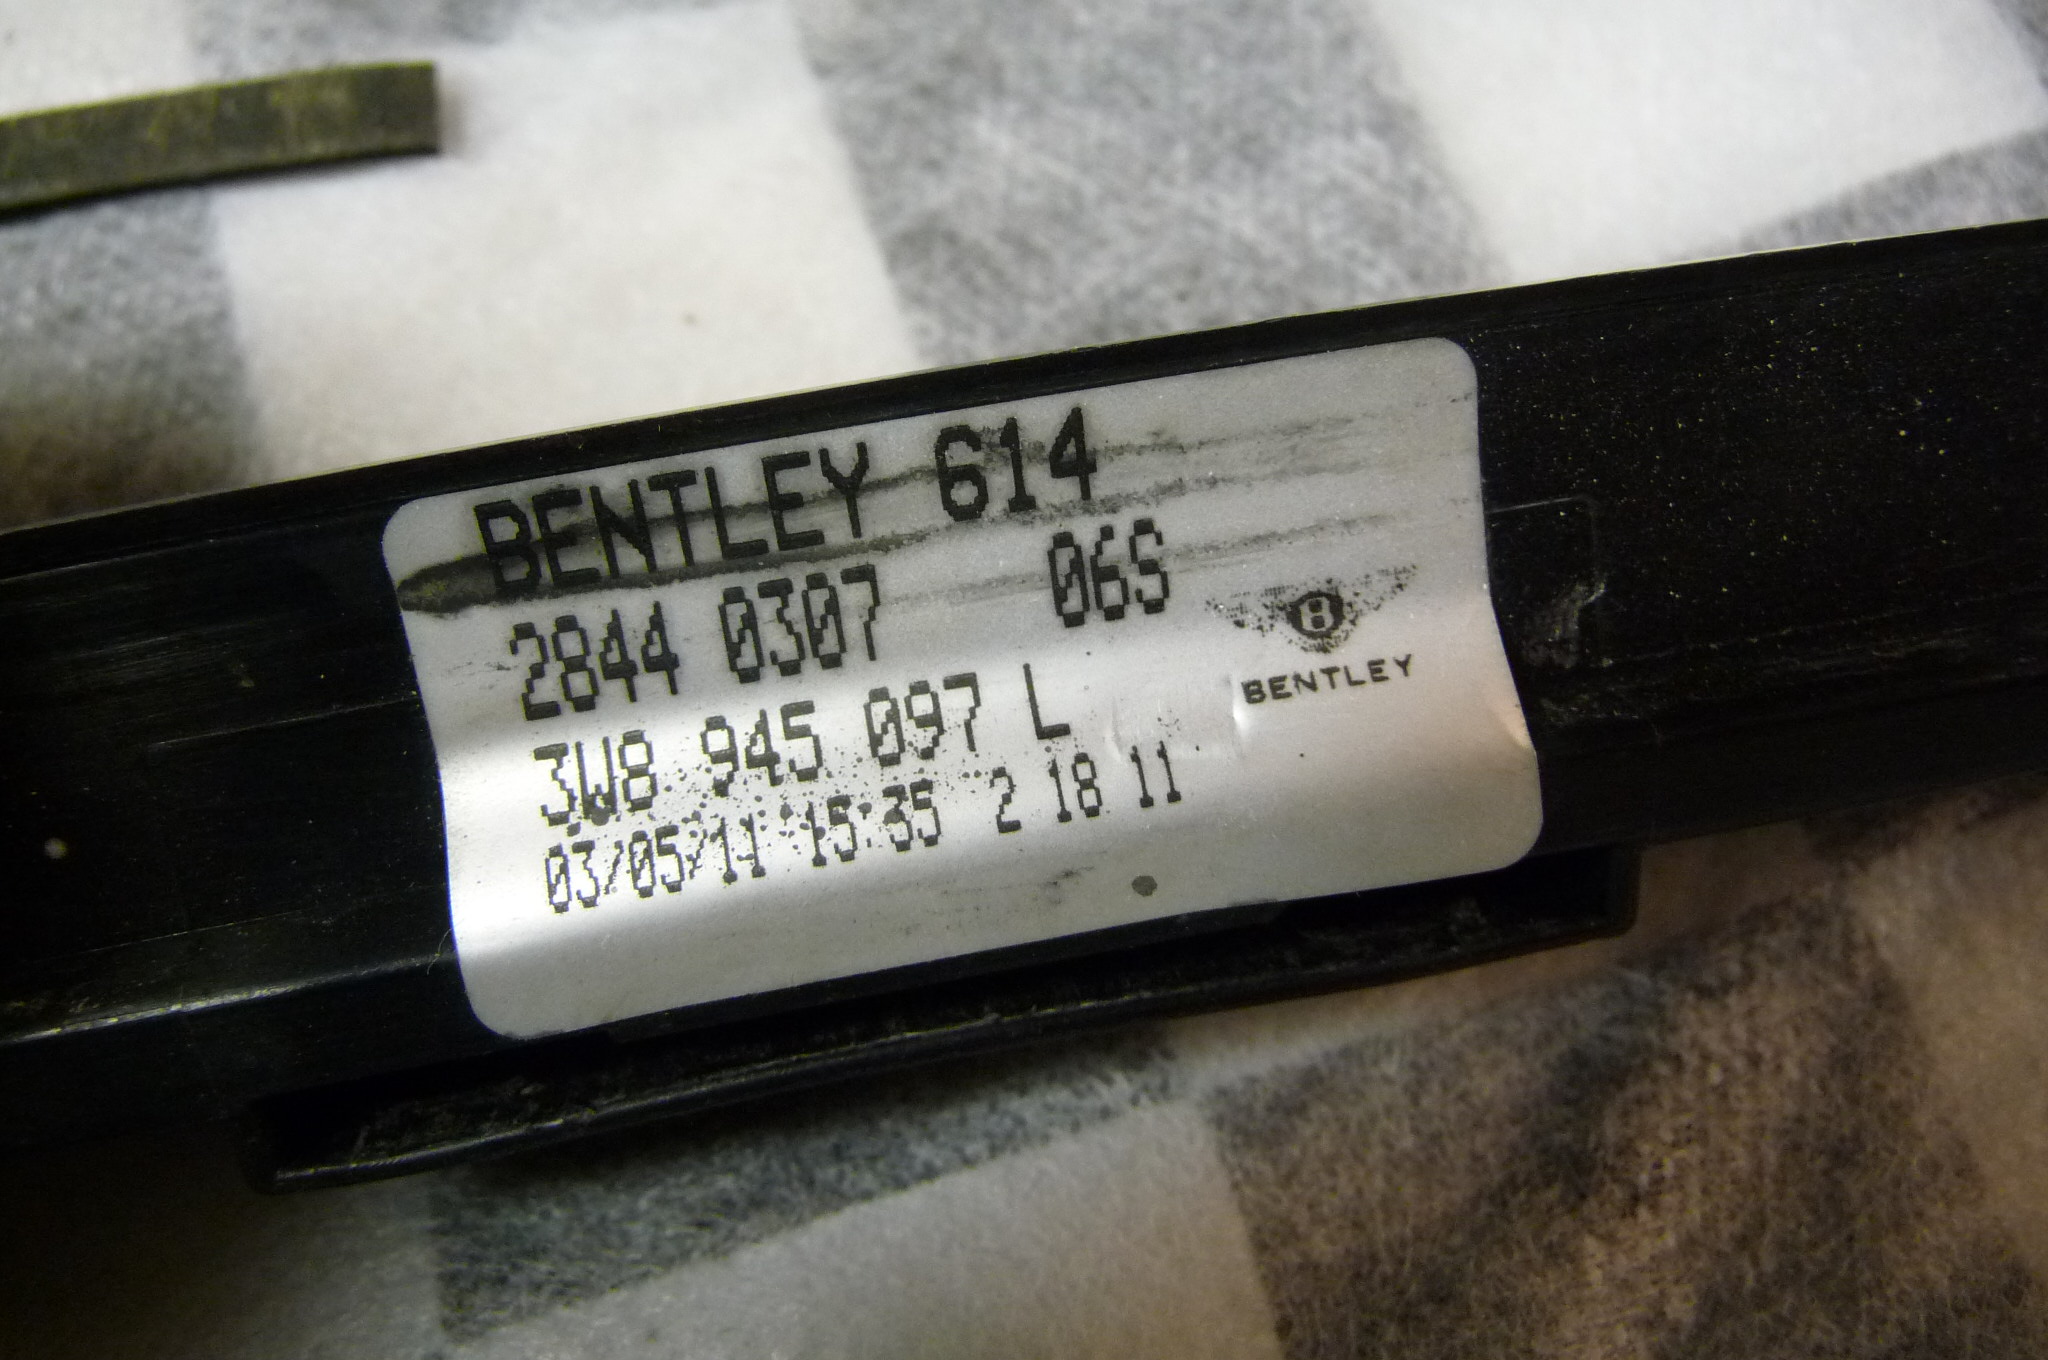 BENTLEY 614
2844 0307 06S
3W8 945 097 L
03/05/11 15:35 2 18 11
B
BENTLEY